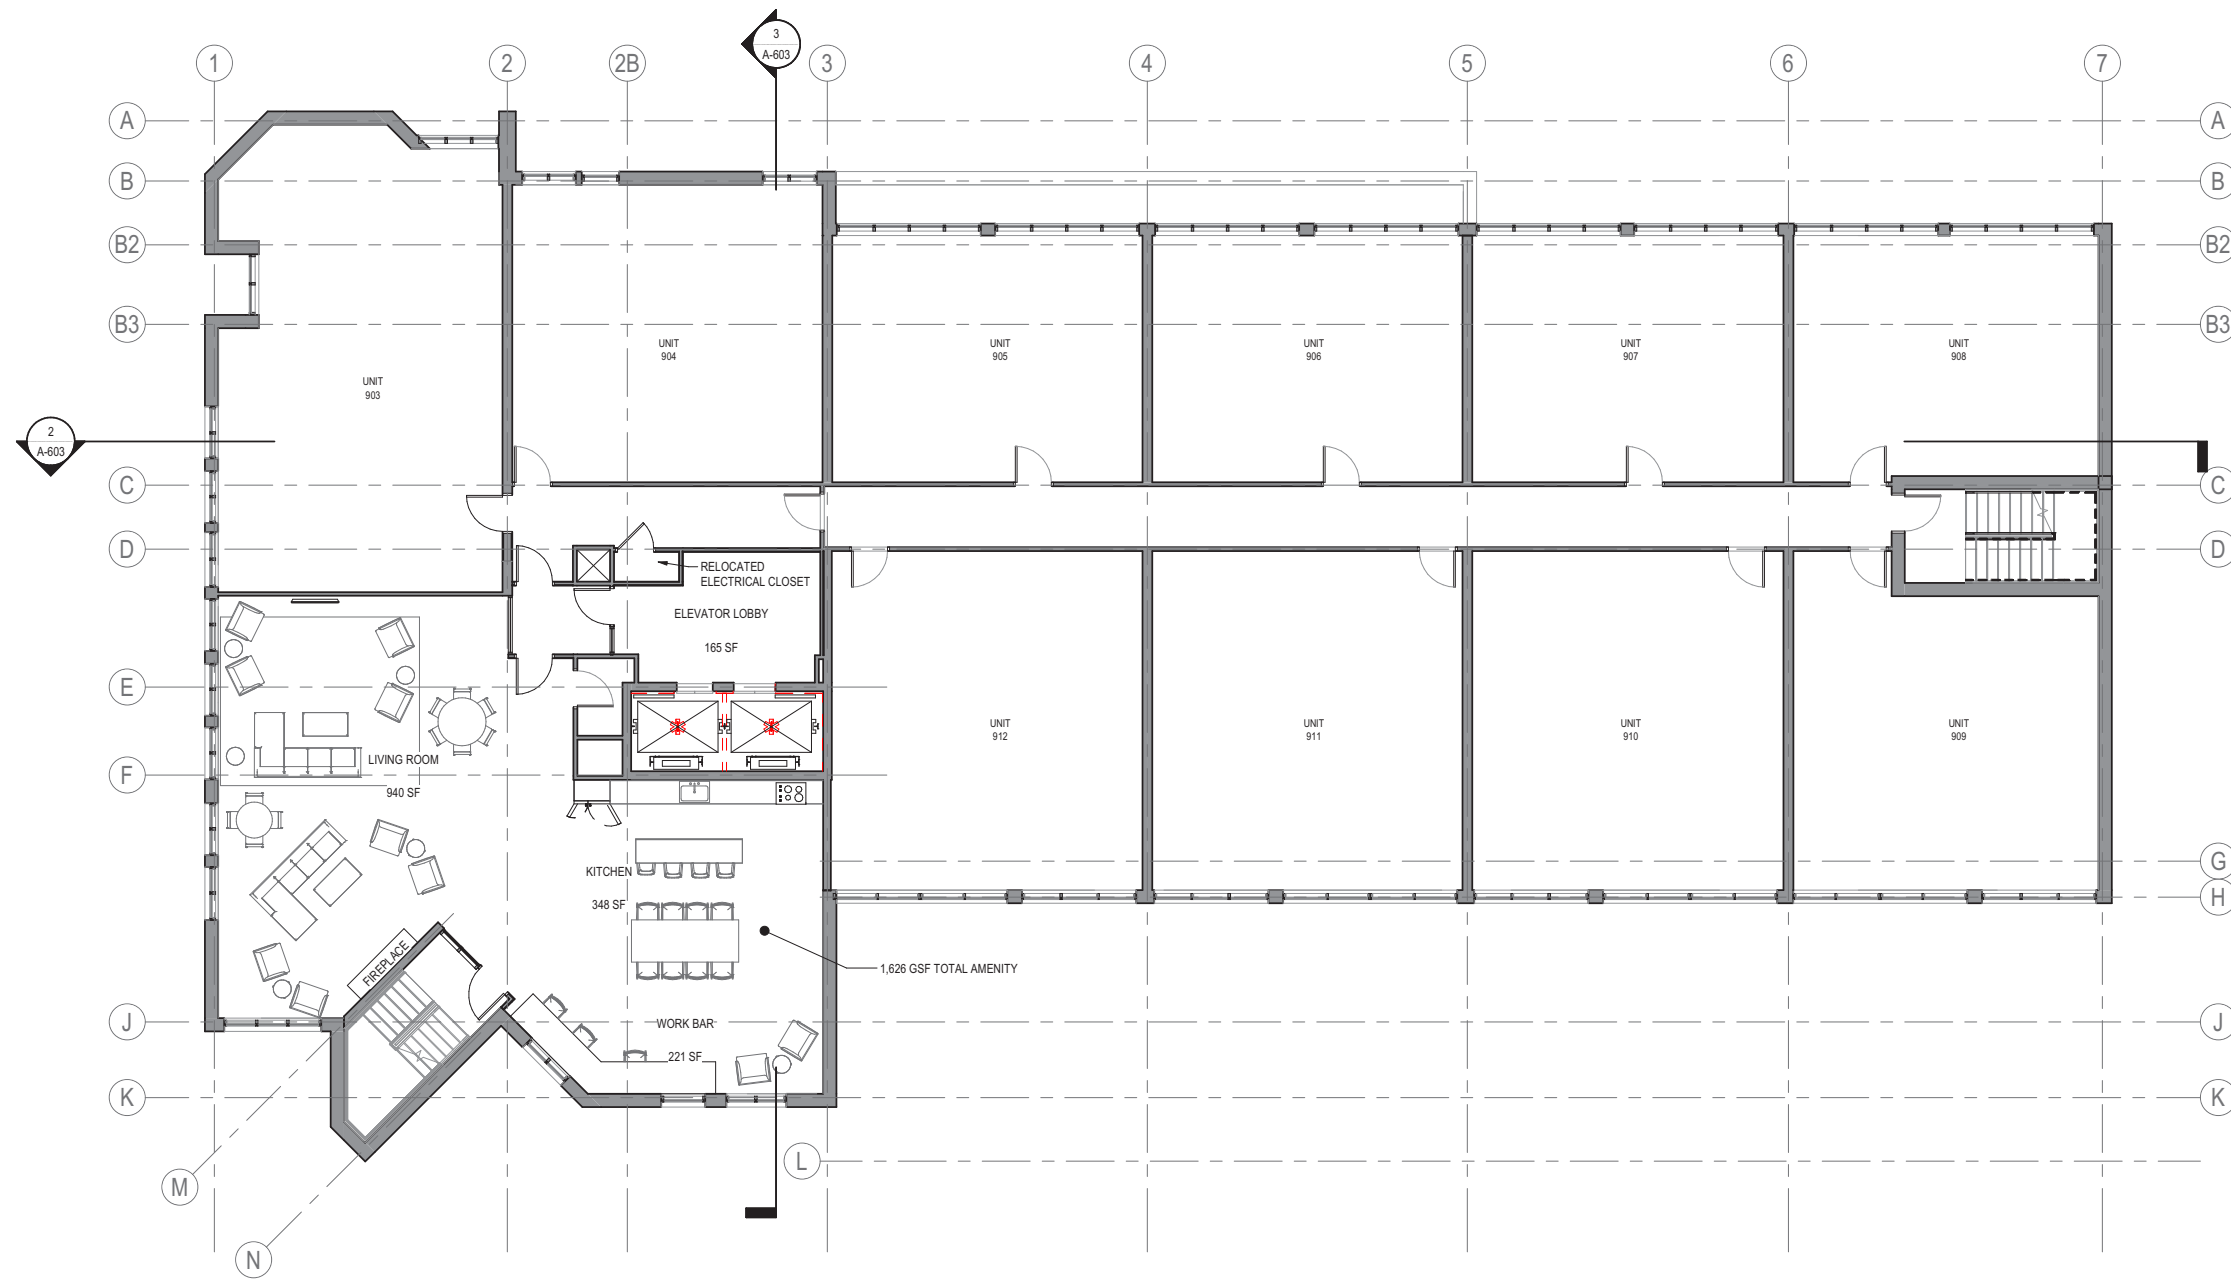 3
A-603
1
2
2B
3
4
5
6
7
A
A
B
B
B2
B2
B3
B3
UNIT
903
UNIT
904
UNIT
905
UNIT
906
UNIT
907
UNIT
908
2
A-603
C
C
D
D
RELOCATED
ELECTRICAL CLOSET
ELEVATOR LOBBY
165 SF
E
F
LIVING ROOM
940 SF
UNIT
912
UNIT
911
UNIT
910
UNIT
909
KITCHEN
348 SF
G
H
FIREPLACE
1,626 GSF TOTAL AMENITY
WORK BAR
221 SF
J
J
K
K
L
M
N